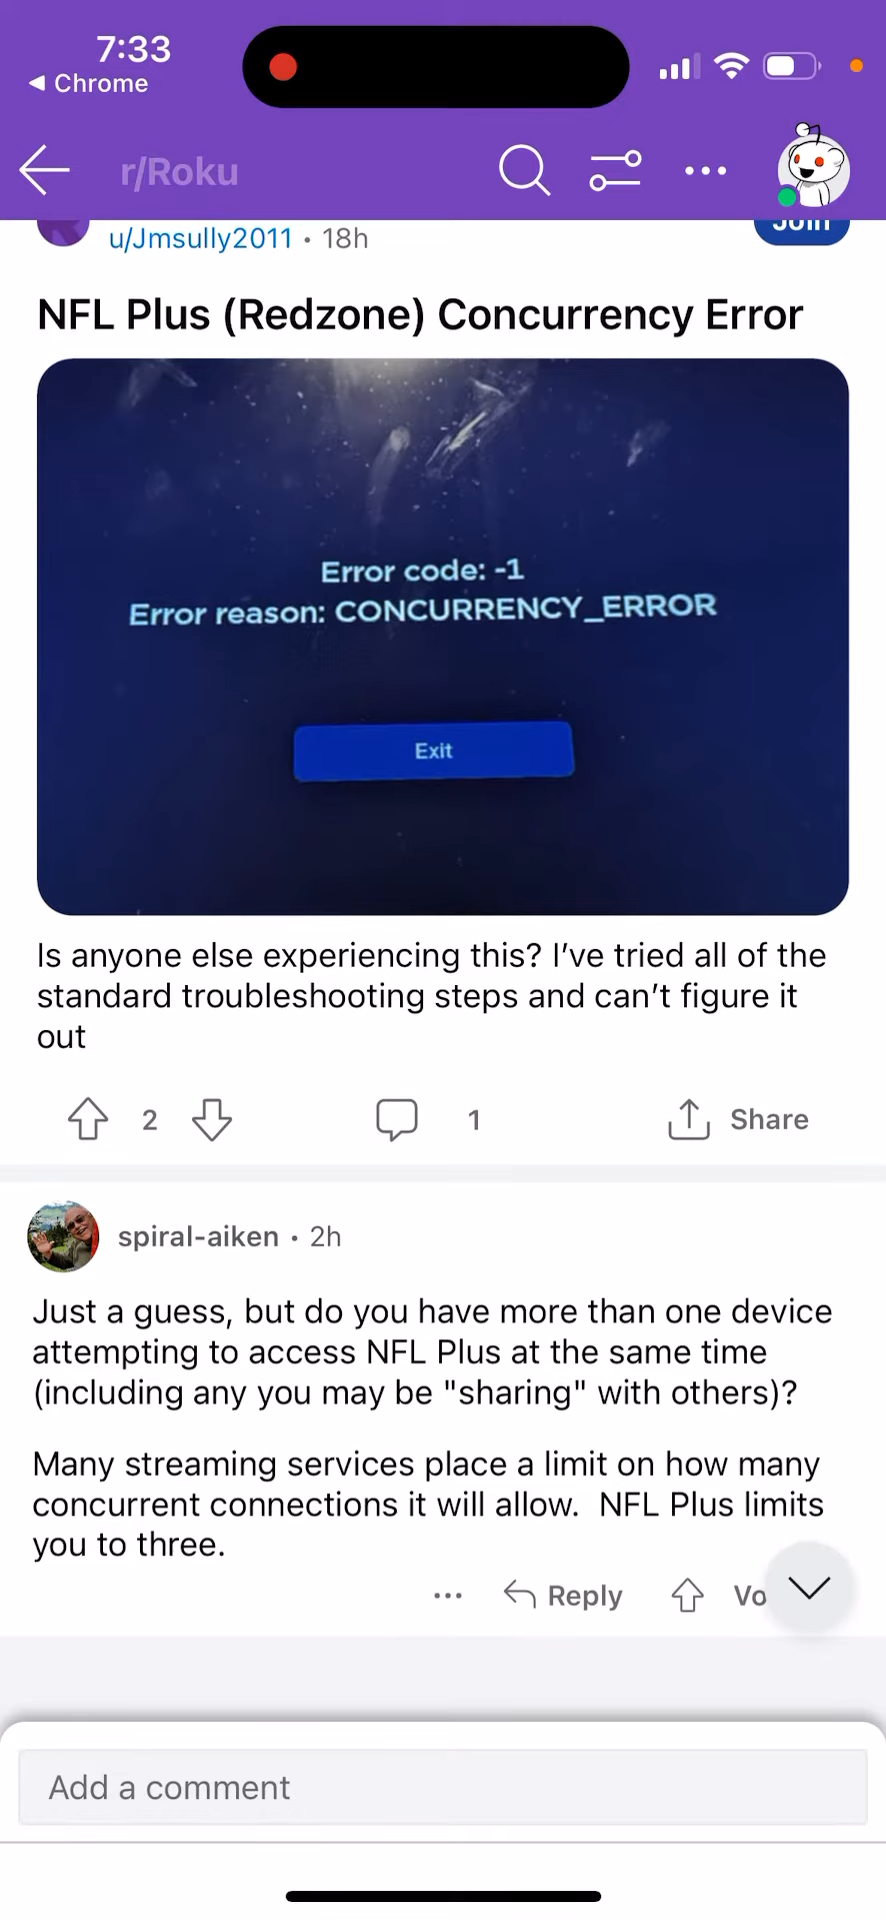 7:33
◀ Chrome
r/Roku
u/Jmsully2011 • 18h
Join
NFL Plus (Redzone) Concurrency Error
Error code: -1
Error reason: CONCURRENCY_ERROR
Exit
Is anyone else experiencing this? I've tried all of the
standard troubleshooting steps and can't figure it
out
2
1
Share
spiral-aiken • 2h
Just a guess, but do you have more than one device
attempting to access NFL Plus at the same time
(including any you may be "sharing" with others)?
Many streaming services place a limit on how many
concurrent connections it will allow.  NFL Plus limits
you to three.
... Reply Vo
Add a comment